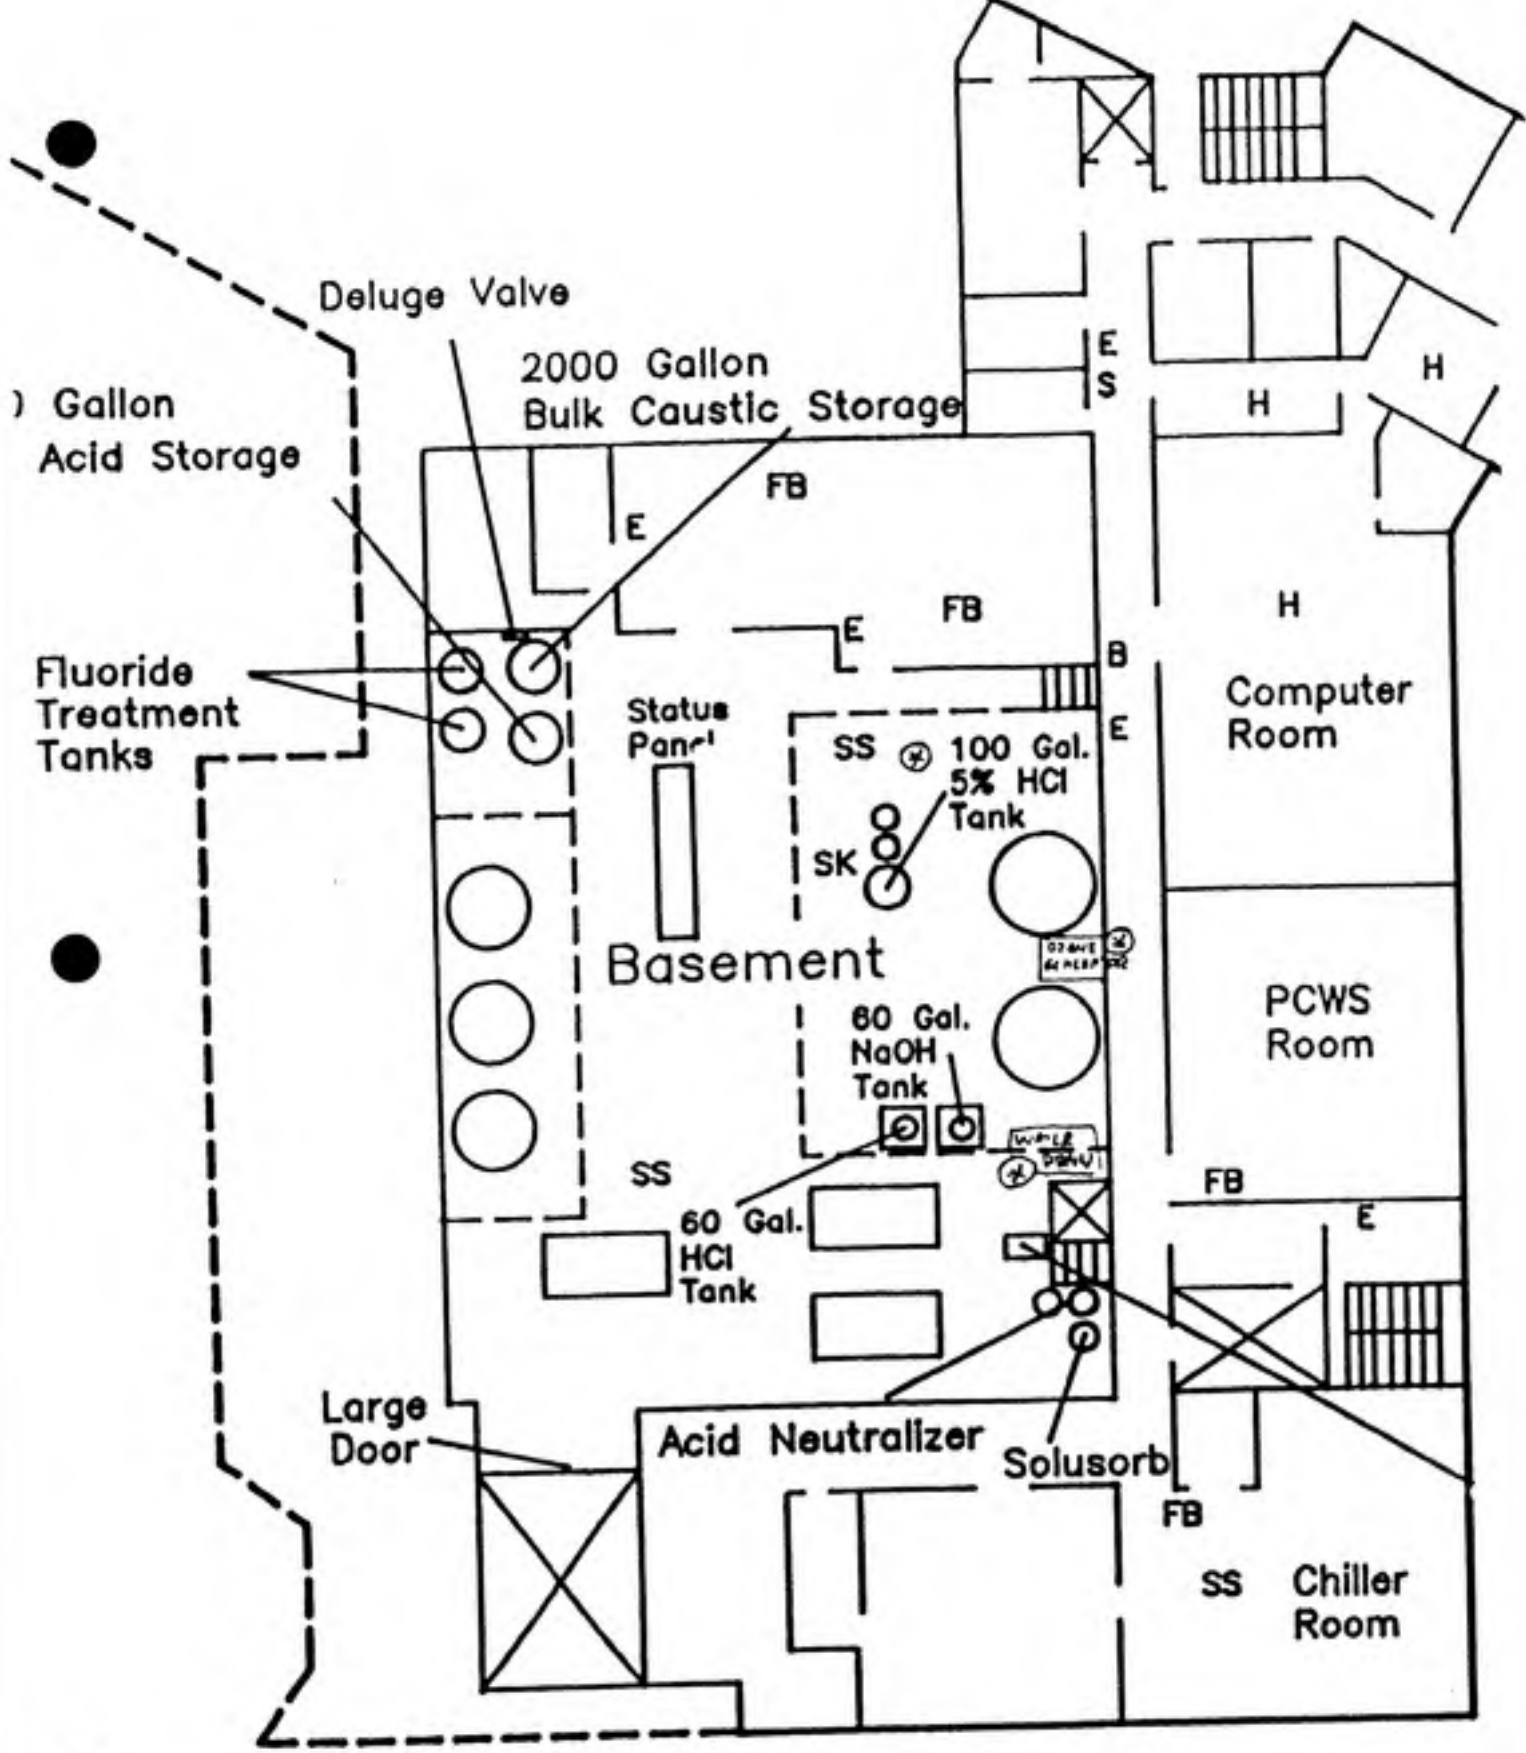 Deluge Valve
2000 Gallon
Bulk Caustic Storage
) Gallon
Acid Storage
E
S
H
H
FB
E
Fluoride
Treatment
Tanks
E
FB
B
H
Computer
Room
Status
Panel
SS
100 Gal.
5% HCl
Tank
E
SK
Basement
PCWS
Room
60 Gal.
NaOH
Tank
SS
60 Gal.
HCl
Tank
FB
E
Large
Door
Acid Neutralizer
Solusorb
FB
SS
Chiller
Room